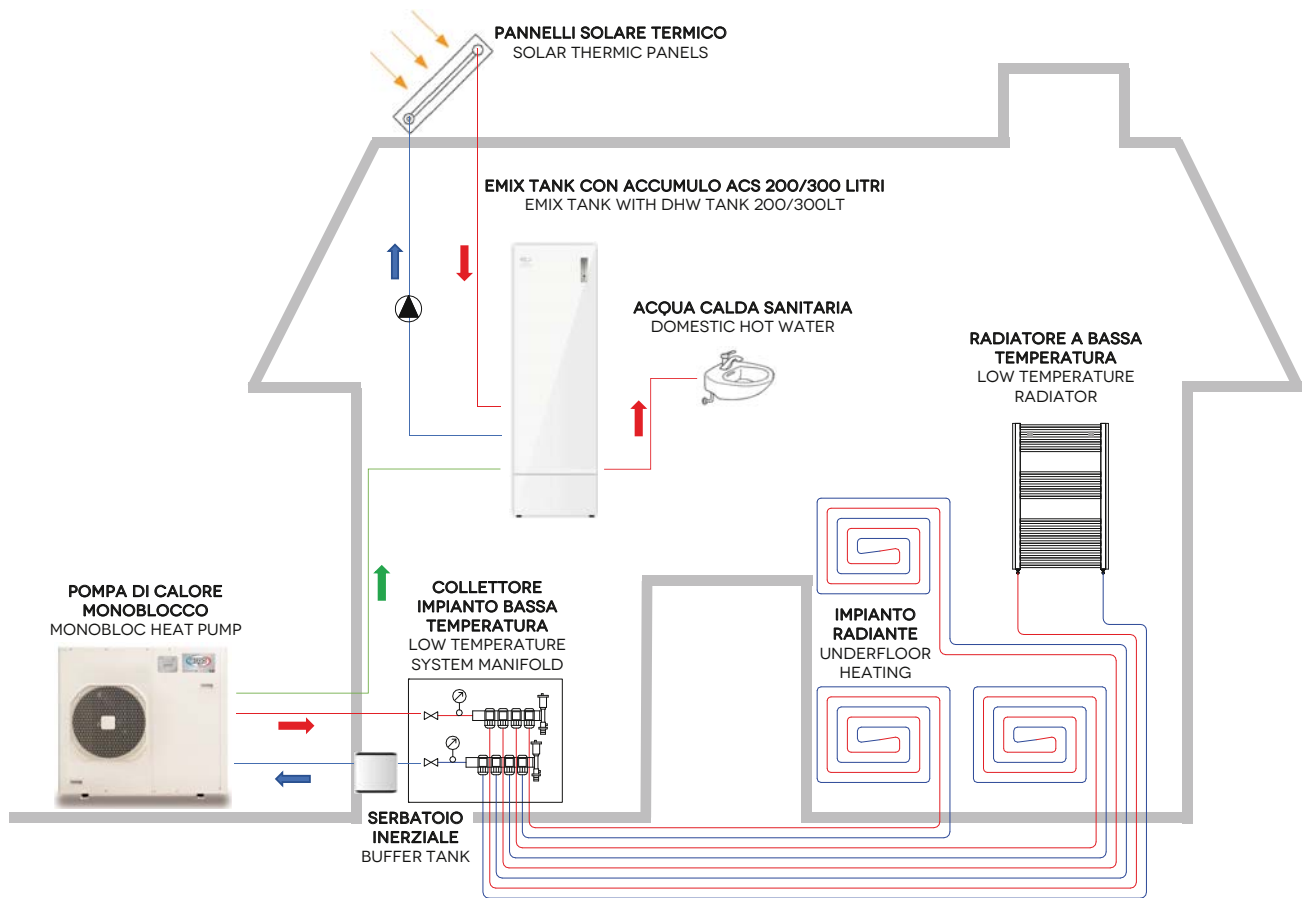 PANNELLI SOLARE TERMICO
SOLAR THERMIC PANELS
EMIX TANK CON ACCUMULO ACS 200/300 LITRI
EMIX TANK WITH DHW TANK 200/300LT
ACQUA CALDA SANITARIA
DOMESTIC HOT WATER
RADIATORE A BASSA
TEMPERATURA
LOW TEMPERATURE
RADIATOR
POMPA DI CALORE
MONOBLOCCO
MONOBLOC HEAT PUMP
COLLETTORE
IMPIANTO BASSA
TEMPERATURA
LOW TEMPERATURE
SYSTEM MANIFOLD
IMPIANTO
RADIANTE
UNDERFLOOR
HEATING
SERBATOIO
INERZIALE
BUFFER TANK